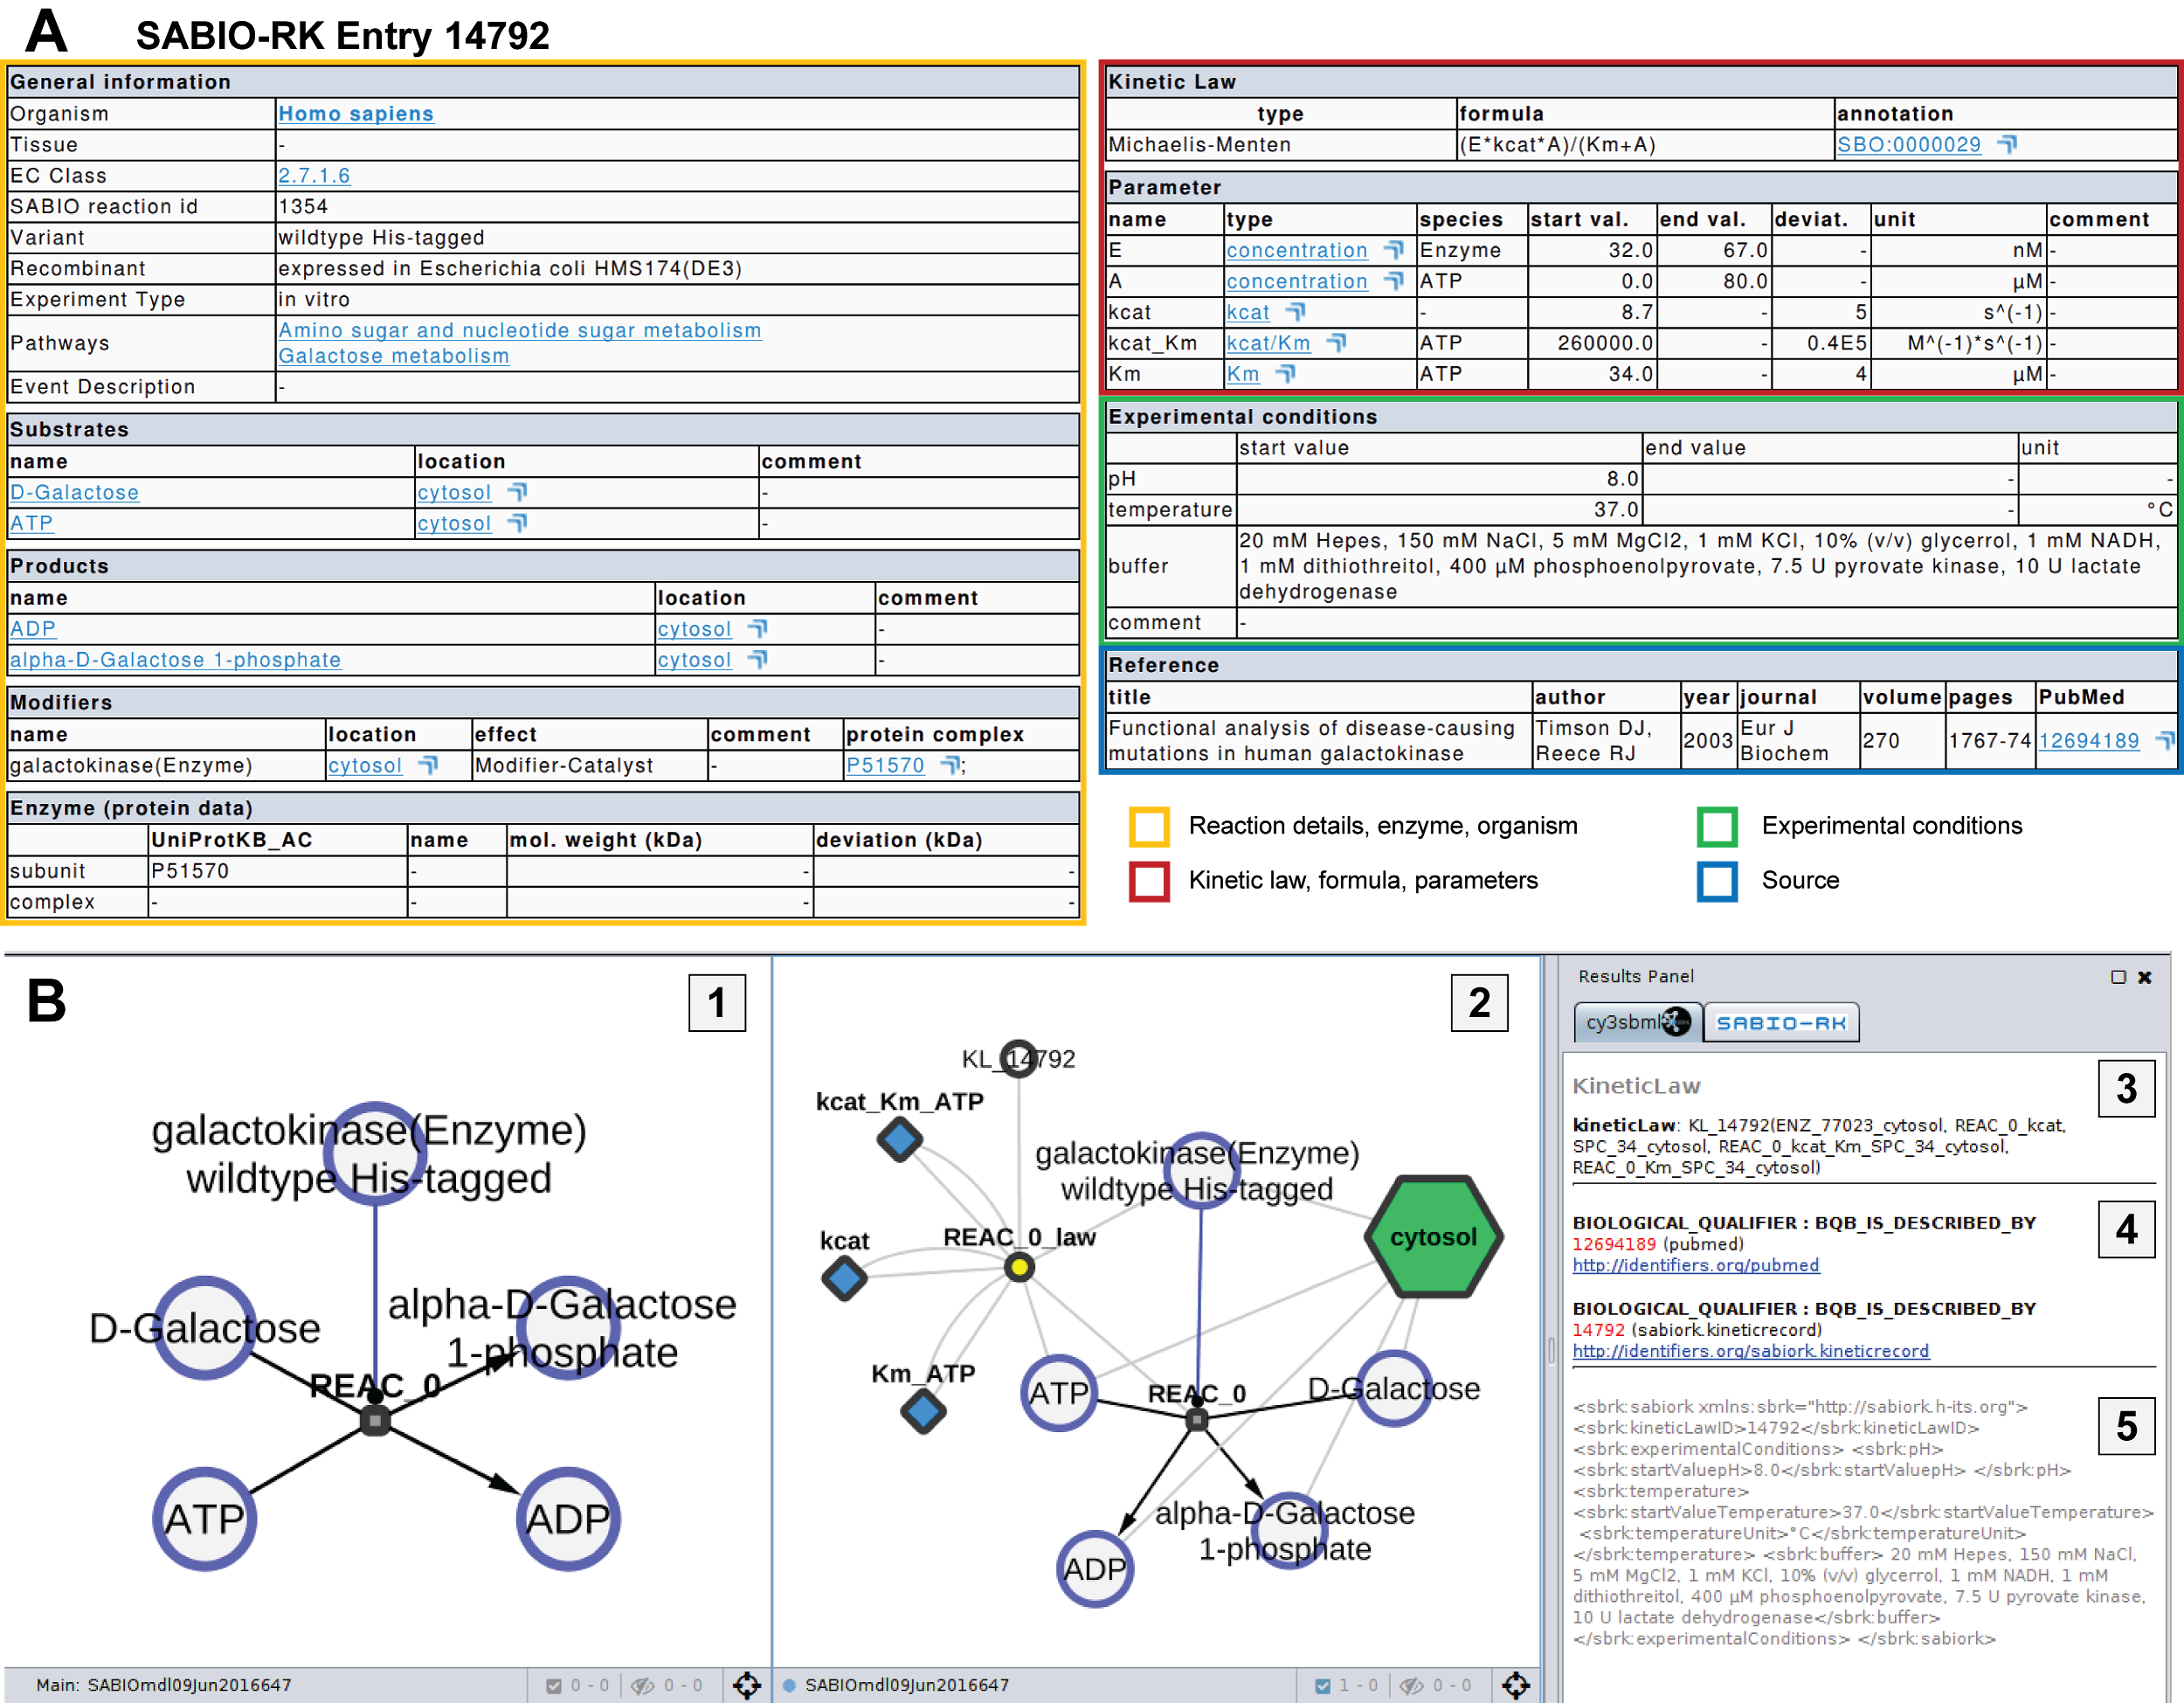 A SABIO-RK Entry 14792
General information
Organism Homo sapiens
Tissue -
EC Class 2.7.1.6
SABIO reaction id 1354
Variant wildtype His-tagged
Recombinant expressed in Escherichia coli HMS174(DE3)
Experiment Type in vitro
Pathways Amino sugar and nucleotide sugar metabolism
Galactose metabolism
Event Description -
Substrates
name location comment
D-Galactose cytosol -
ATP cytosol -
Products
name location comment
ADP cytosol -
alpha-D-Galactose 1-phosphate cytosol -
Modifiers
name location effect comment protein complex
galactokinase(Enzyme) cytosol Modifier-Catalyst - P51570 ;
Enzyme (protein data)
UniProtKB_AC name mol. weight (kDa) deviation (kDa)
subunit P51570 - - -
complex - - - -
Kinetic Law
type formula annotation
Michaelis-Menten (E*kcat*A)/(Km+A) SBO:0000029
Parameter
name type species start val. end val. deviat. unit comment
E concentration Enzyme 32.0 67.0 - nM -
A concentration ATP 0.0 80.0 - µM -
kcat kcat - 8.7 - 5 s^(-1) -
kcat_Km kcat/Km ATP 260000.0 - 0.4E5 M^(-1)*s^(-1) -
Km Km ATP 34.0 - 4 µM -
Experimental conditions
start value end value unit
pH 8.0 - -
temperature 37.0 - °C
buffer 20 mM Hepes, 150 mM NaCl, 5 mM MgCl2, 1 mM KCl, 10% (v/v) glycerrol, 1 mM NADH,
1 mM dithiothreitol, 400 µM phosphoenolpyrovate, 7.5 U pyrovate kinase, 10 U lactate
dehydrogenase
comment -
Reference
title author year journal volume pages PubMed
Functional analysis of disease-causing mutations in human galactokinase Timson DJ, Reece RJ 2003 Eur J Biochem 270 1767-74 12694189
Reaction details, enzyme, organism
Experimental conditions
Kinetic law, formula, parameters
Source
B
1
galactokinase(Enzyme)
wildtype His-tagged
D-Galactose
alpha-D-Galactose
1-phosphate
REAC_0
ATP
ADP
Main: SABIOmdl09Jun2016647 0 - 0 0 - 0
2
KL_14792
kcat_Km_ATP
galactokinase(Enzyme)
wildtype His-tagged
cytosol
kcat
REAC_0_law
Km_ATP
ATP
REAC_0
D-Galactose
alpha-D-Galactose
1-phosphate
ADP
SABIOmdl09Jun2016647 1 - 0 0 - 0
Results Panel
cy3sbml SABIO-RK
3
KineticLaw
kineticLaw: KL_14792(ENZ_77023_cytosol, REAC_0_kcat,
SPC_34_cytosol, REAC_0_kcat_Km_SPC_34_cytosol,
REAC_0_Km_SPC_34_cytosol)
4
BIOLOGICAL_QUALIFIER : BQB_IS_DESCRIBED_BY
12694189 (pubmed)
http://identifiers.org/pubmed
BIOLOGICAL_QUALIFIER : BQB_IS_DESCRIBED_BY
14792 (sabiork.kineticrecord)
http://identifiers.org/sabiork.kineticrecord
5
<sbrk:sabiork xmlns:sbrk="http://sabiork.h-its.org">
<sbrk:kineticLawID>14792</sbrk:kineticLawID>
<sbrk:experimentalConditions> <sbrk:pH>
<sbrk:startValuepH>8.0</sbrk:startValuepH> </sbrk:pH>
<sbrk:temperature>
<sbrk:startValueTemperature>37.0</sbrk:startValueTemperature>
<sbrk:temperatureUnit>°C</sbrk:temperatureUnit>
</sbrk:temperature> <sbrk:buffer> 20 mM Hepes, 150 mM NaCl,
5 mM MgCl2, 1 mM KCl, 10% (v/v) glycerrol, 1 mM NADH, 1 mM
dithiothreitol, 400 µM phosphoenolpyrovate, 7.5 U pyrovate kinase,
10 U lactate dehydrogenase</sbrk:buffer>
</sbrk:experimentalConditions> </sbrk:sabiork>